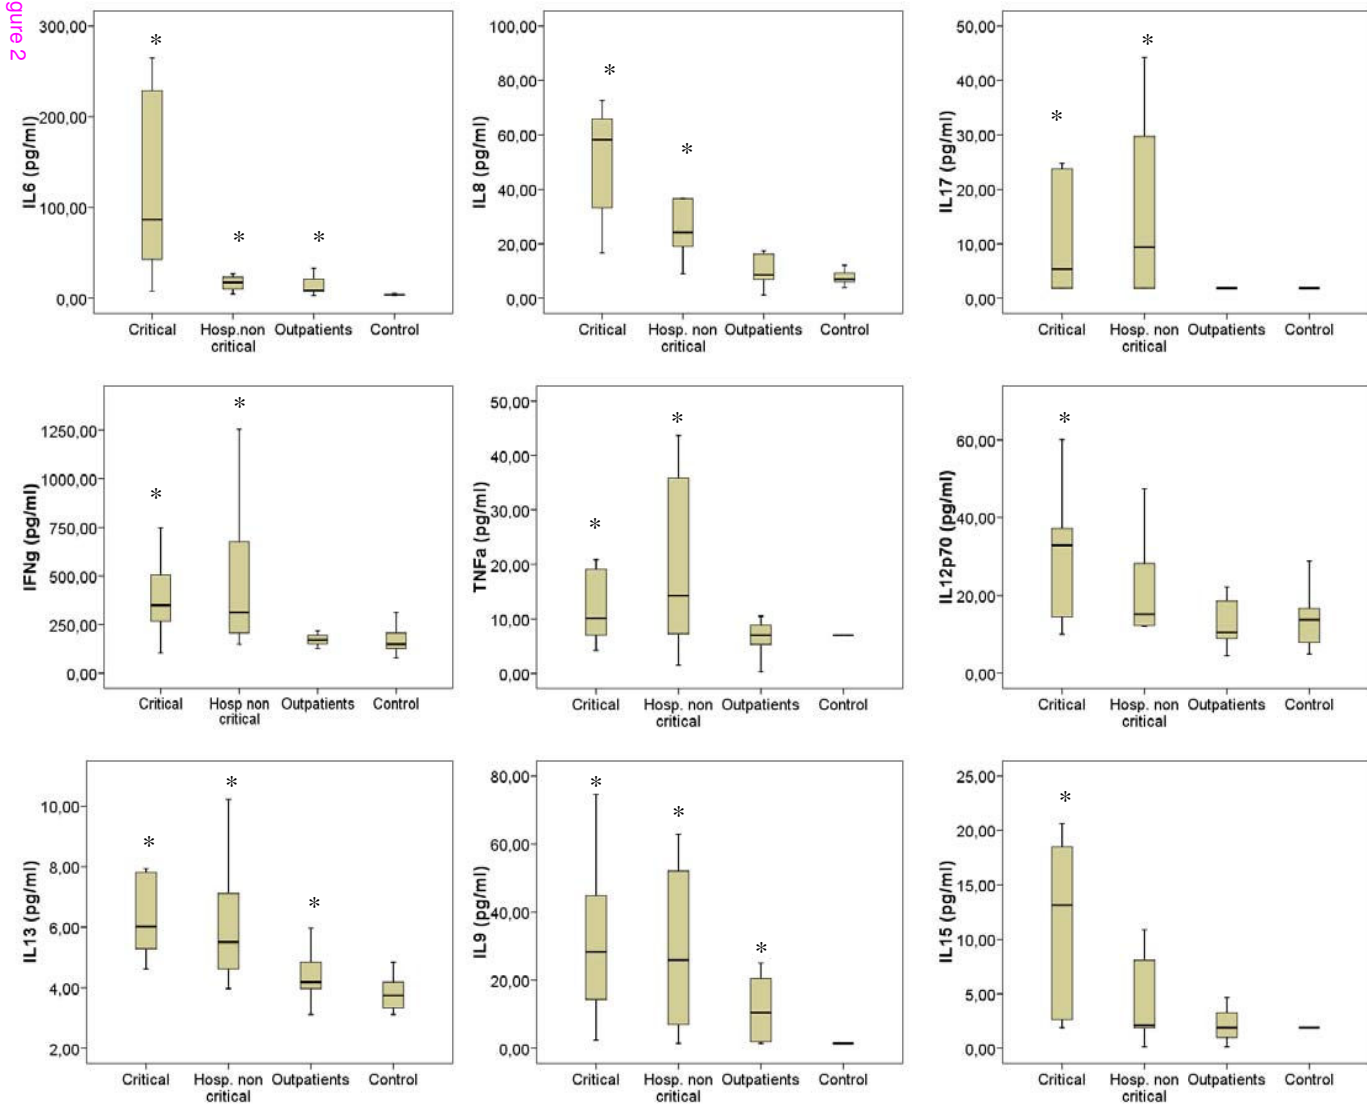 gure 2
300,00
200,00
100,00
0,00
IL6 (pg/ml)
*
*
*
Critical Hosp.non Outpatients Control
critical
100,00
80,00
60,00
40,00
20,00
0,00
IL8 (pg/ml)
*
*
Critical Hosp. non Outpatients Control
critical
50,00
40,00
30,00
20,00
10,00
0,00
IL17 (pg/ml)
*
*
Critical Hosp. non Outpatients Control
critical
1250,00
1000,00
750,00
500,00
250,00
0,00
IFNg (pg/ml)
*
*
Critical Hosp non Outpatients Control
critical
50,00
40,00
30,00
20,00
10,00
0,00
TNFa (pg/ml)
*
*
Critical Hosp. non Outpatients Control
critical
60,00
40,00
20,00
0,00
IL12p70 (pg/ml)
*
Critical Hosp. non Outpatients Control
critical
10,00
8,00
6,00
4,00
2,00
IL13 (pg/ml)
*
*
*
Critical Hosp. non Outpatients Control
critical
80,00
60,00
40,00
20,00
0,00
IL9 (pg/ml)
*
*
*
Critical Hosp. non Outpatients Control
critical
25,00
20,00
15,00
10,00
5,00
0,00
IL15 (pg/ml)
*
Critical Hosp. non Outpatients Control
critical